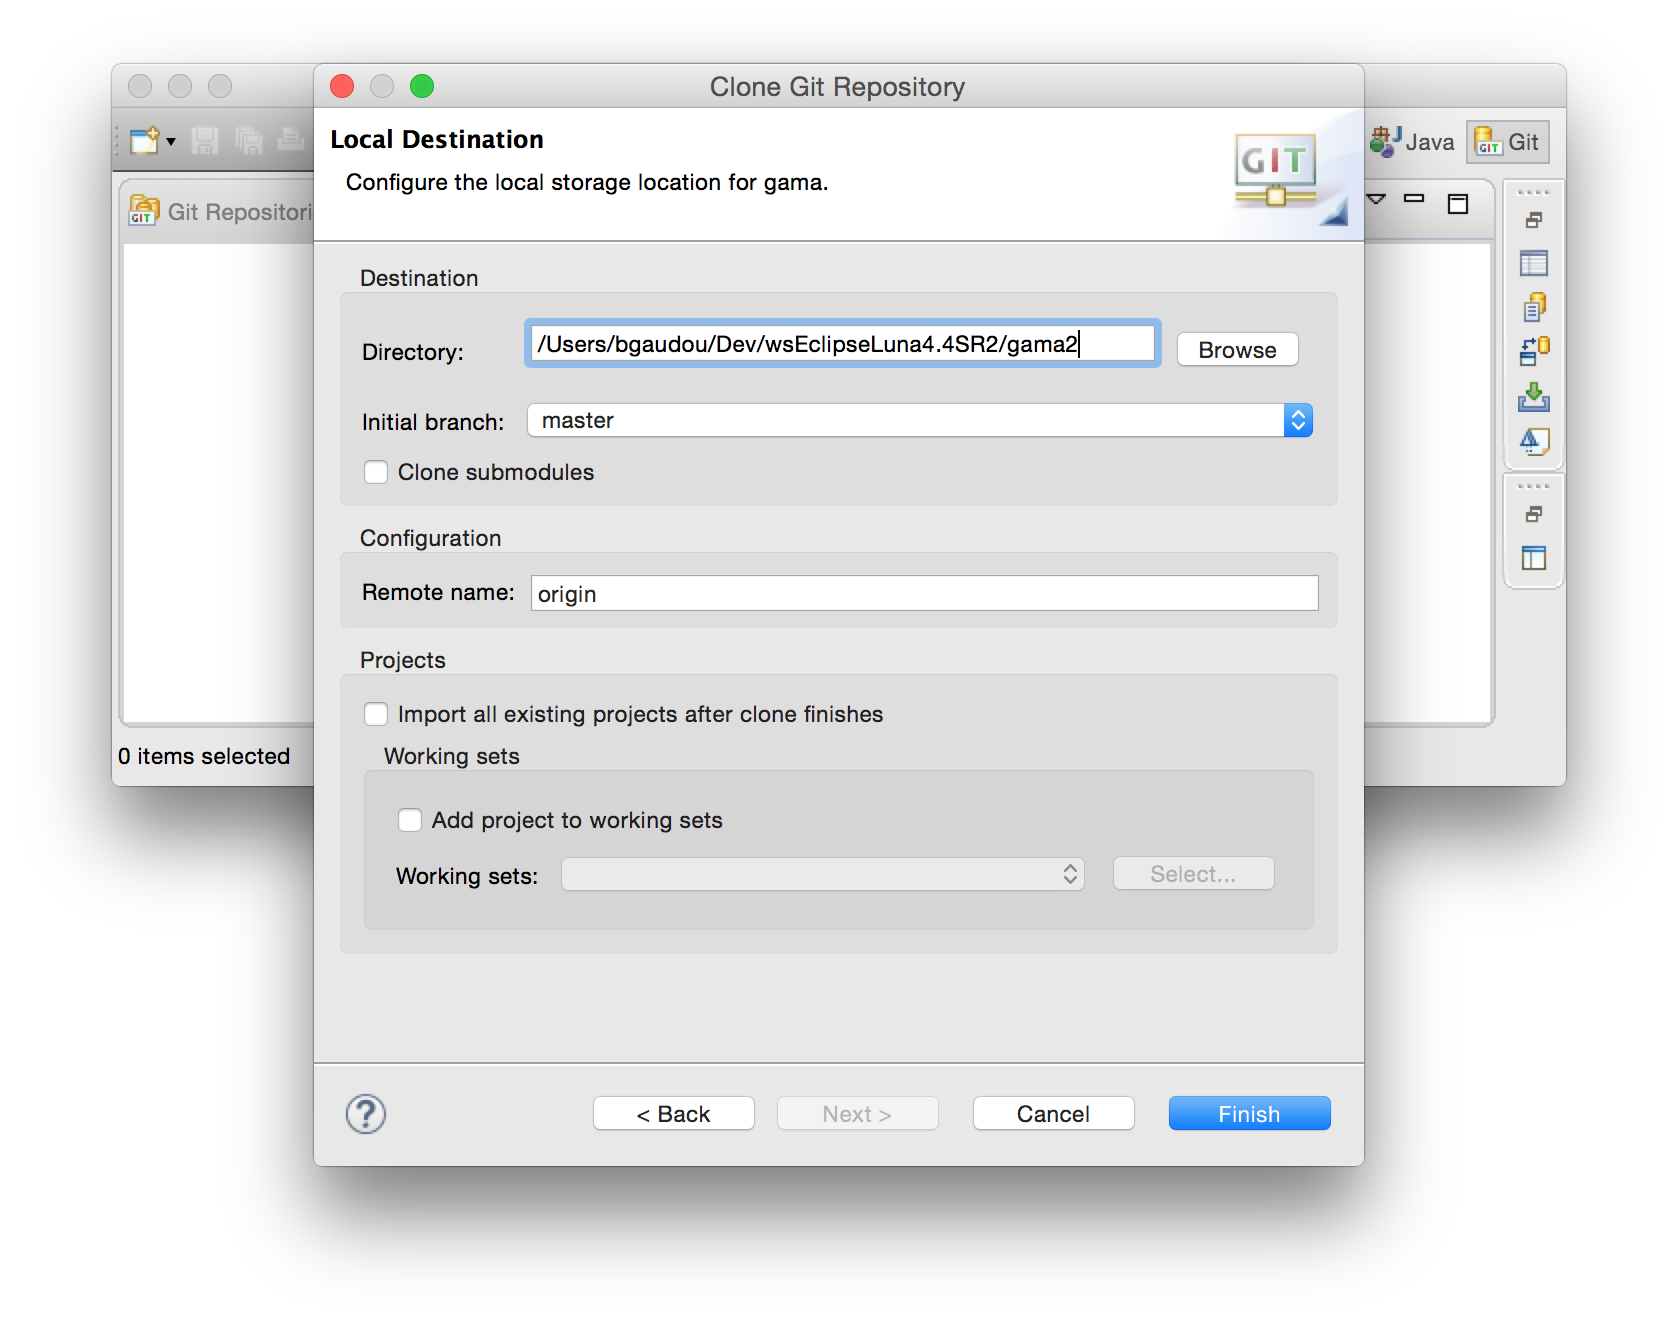 Clone Git Repository
Local Destination
Configure the local storage location for gama.
GIT
Java
GIT Git
GIT Git Repositori
Destination
Directory: /Users/bgaudou/Dev/wsEclipseLuna4.4SR2/gama2 Browse
Initial branch: master
Clone submodules
Configuration
Remote name: origin
Projects
Import all existing projects after clone finishes
Working sets
0 items selected
Add project to working sets
Working sets: Select...
? < Back Next > Cancel Finish